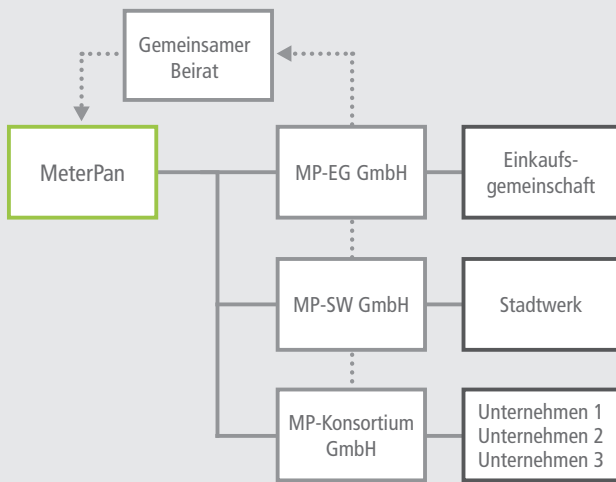 Gemeinsamer
Beirat
MeterPan
MP-EG GmbH
Einkaufs-
gemeinschaft
MP-SW GmbH
Stadtwerk
MP-Konsortium
GmbH
Unternehmen 1
Unternehmen 2
Unternehmen 3